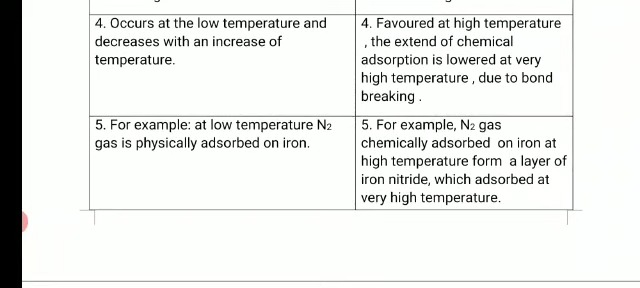 4. Occurs at the low temperature and
decreases with an increase of
temperature.
4. Favoured at high temperature
, the extend of chemical
adsorption is lowered at very
high temperature , due to bond
breaking .
5. For example: at low temperature N₂
gas is physically adsorbed on iron.
5. For example, N₂ gas
chemically adsorbed on iron at
high temperature form a layer of
iron nitride, which adsorbed at
very high temperature.